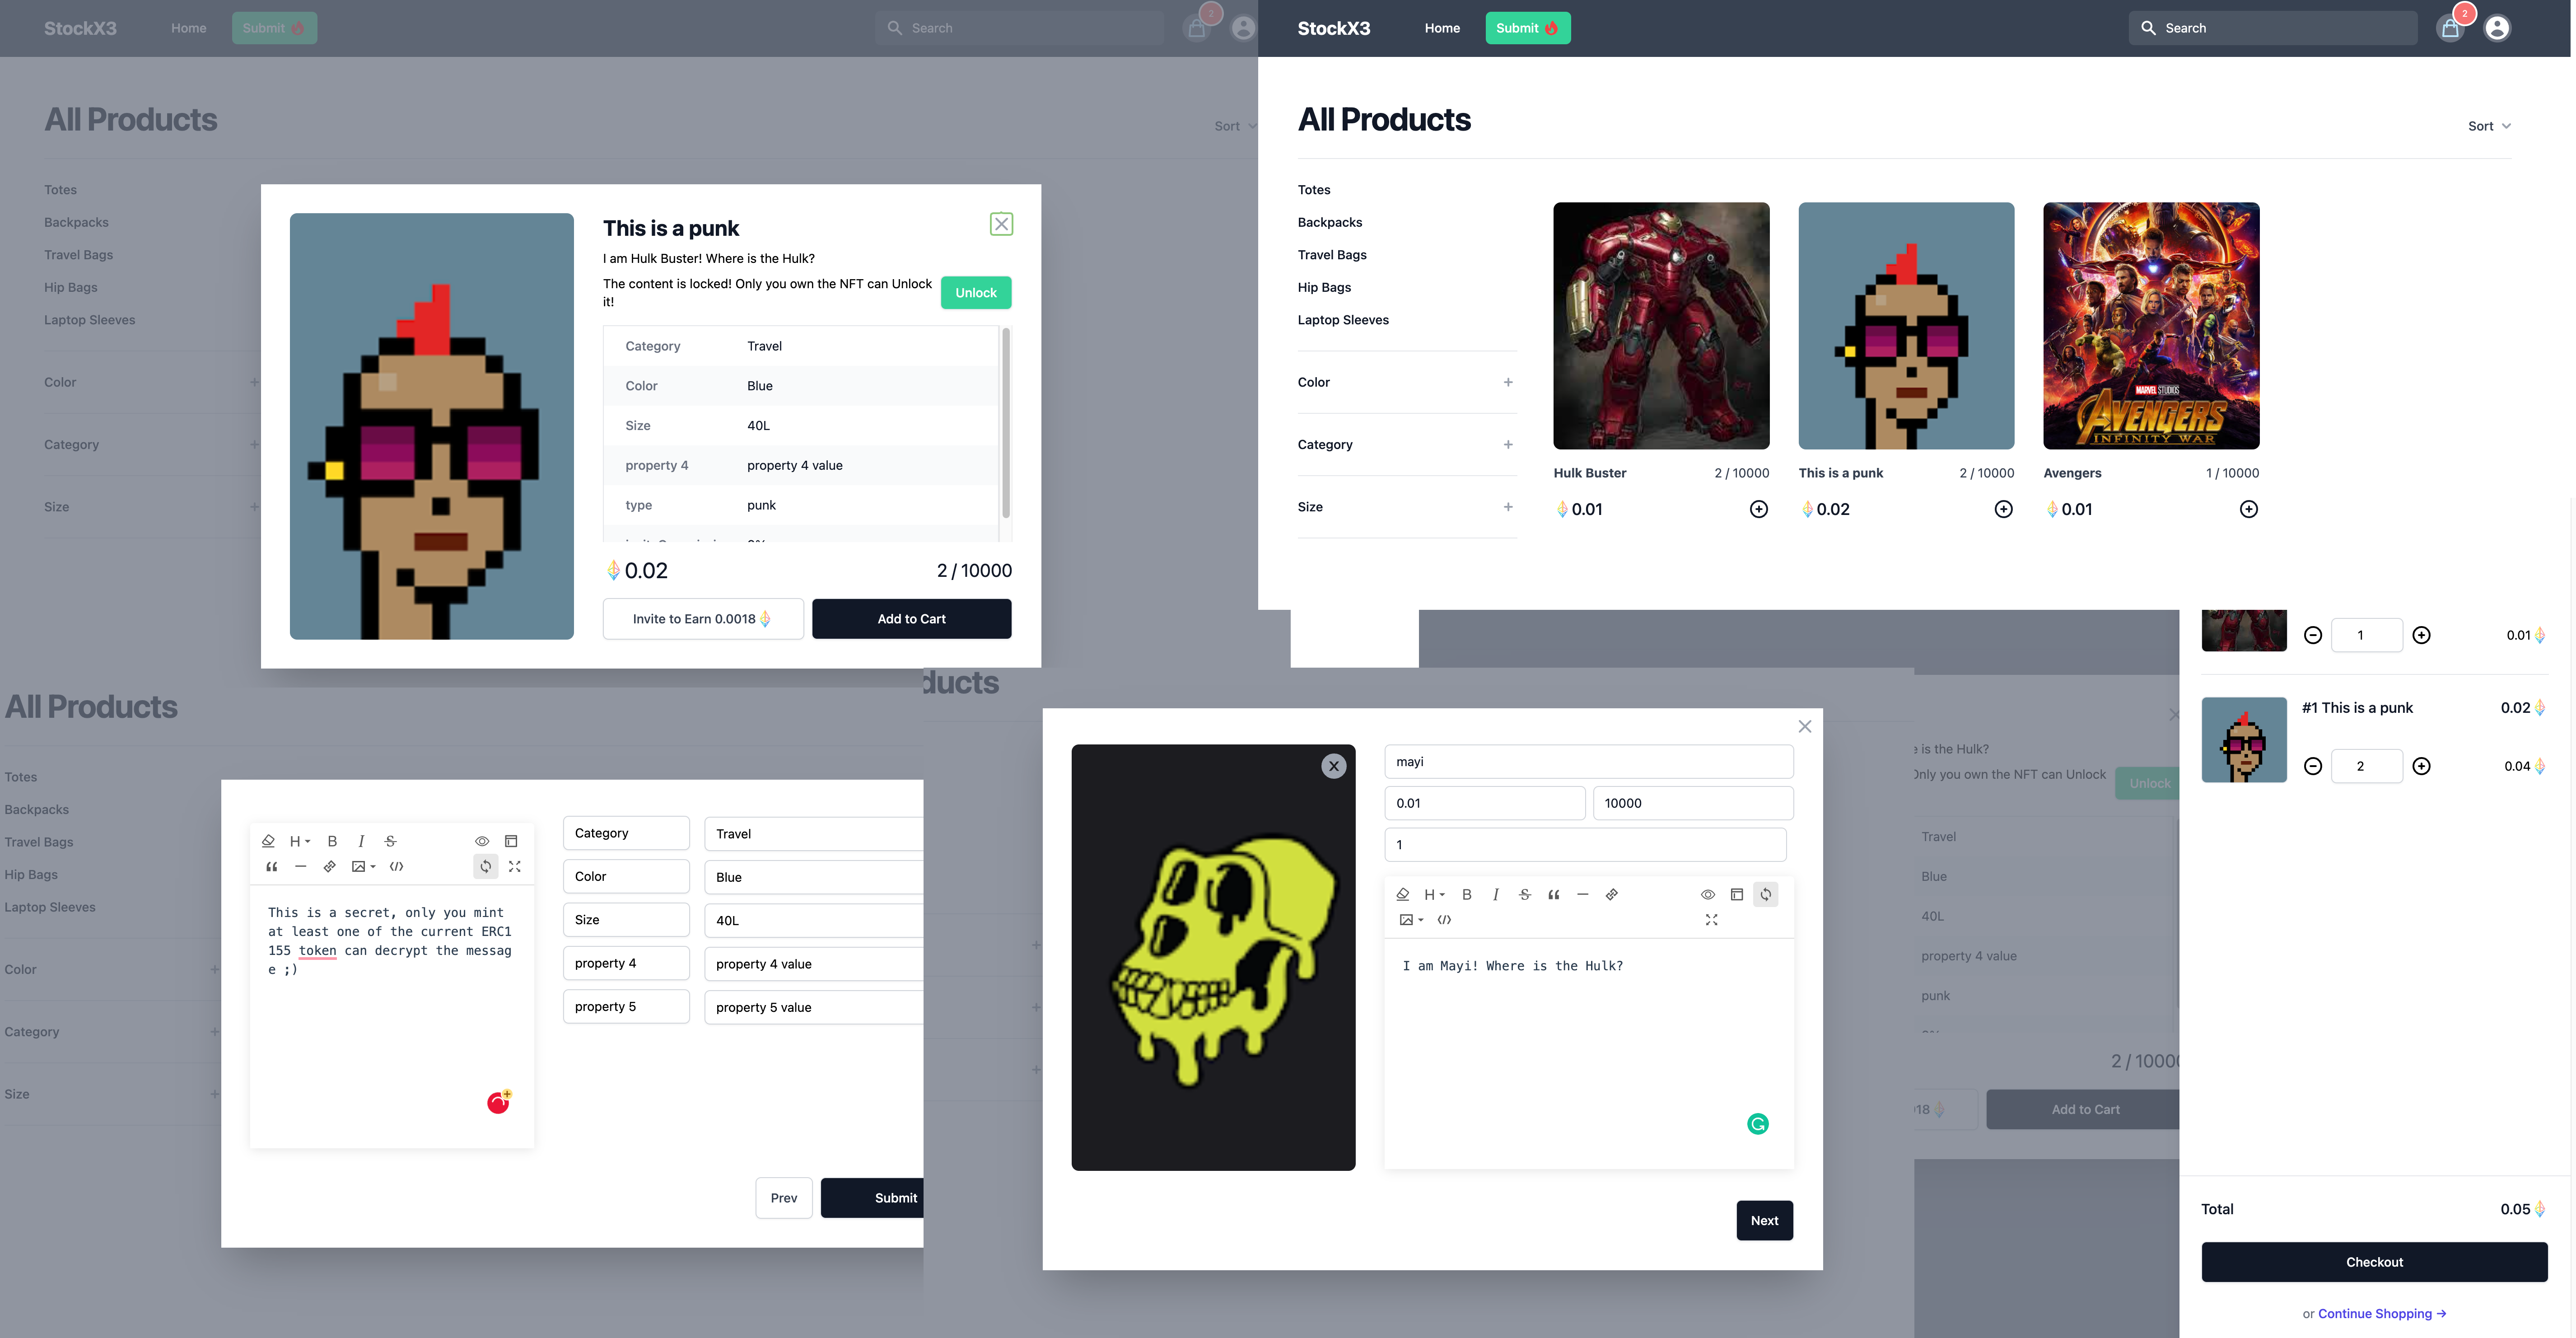 StockX3
Home
Submit
Search
2
All Products
Sort
Totes
Backpacks
Travel Bags
Hip Bags
Laptop Sleeves
Color
Category
Size
This is a punk
I am Hulk Buster! Where is the Hulk?
The content is locked! Only you own the NFT can Unlock
it!
Unlock
Category Travel
Color Blue
Size 40L
property 4 property 4 value
type punk
0.02
2 / 10000
Invite to Earn 0.0018
Add to Cart
StockX3
Home
Submit
Search
2
All Products
Sort
Totes
Backpacks
Travel Bags
Hip Bags
Laptop Sleeves
Color
Category
Size
MARVEL STUDIOS
AVENGERS
INFINITY WAR
Hulk Buster 2 / 10000
0.01
This is a punk 2 / 10000
0.02
Avengers 1 / 10000
0.01
All Products
Totes
Backpacks
Travel Bags
Hip Bags
Laptop Sleeves
Color
Category
Size
H B I S
This is a secret, only you mint
at least one of the current ERC1
155 token can decrypt the messag
e ;)
Category Travel
Color Blue
Size 40L
property 4 property 4 value
property 5 property 5 value
Prev
Submit
ducts
mayi
0.01 10000
1
H B I S
I am Mayi! Where is the Hulk?
Next
e is the Hulk?
Only you own the NFT can Unlock
Unlock
Travel
Blue
40L
property 4 value
punk
2 / 1000
18
Add to Cart
1
0.01
#1 This is a punk 0.02
2
0.04
Total 0.05
Checkout
or Continue Shopping →